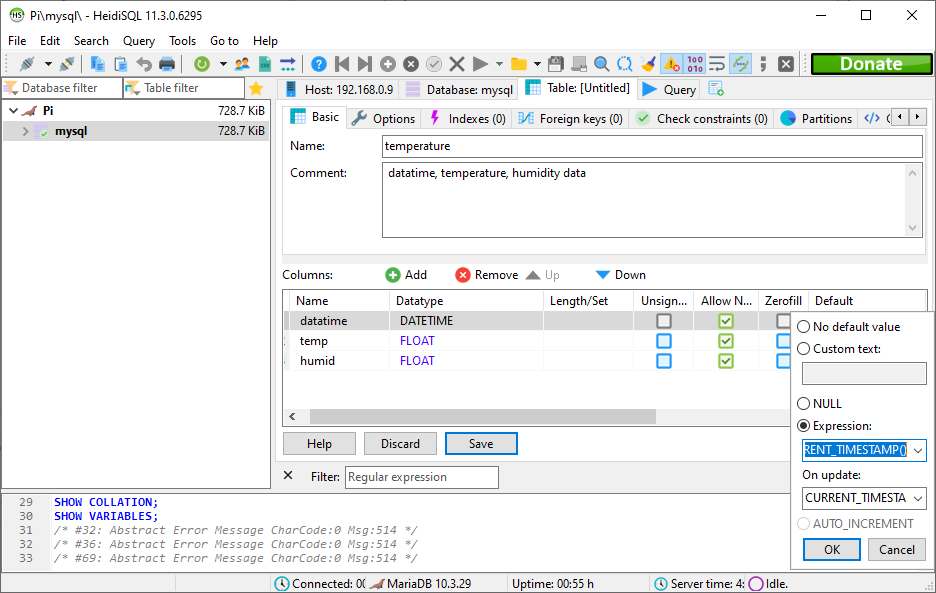 Pi\mysql\ - HeidiSQL 11.3.0.6295
File Edit Search Query Tools Go to Help
Donate
Database filter Table filter Host: 192.168.0.9 Database: mysql Table: [Untitled] Query
Pi 728.7 KiB
mysql 728.7 KiB
Basic Options Indexes (0) Foreign keys (0) Check constraints (0) Partitions
Name: temperature
Comment: datatime, temperature, humidity data
Columns: Add Remove Up Down
Name Datatype Length/Set Unsign... Allow N... Zerofill Default
datatime DATETIME
temp FLOAT
humid FLOAT
No default value
Custom text:
NULL
Expression:
RENT_TIMESTAMP()
On update:
CURRENT_TIMESTA
AUTO_INCREMENT
OK Cancel
Help Discard Save
Filter: Regular expression
29 SHOW COLLATION;
30 SHOW VARIABLES;
31 /* #32: Abstract Error Message CharCode:0 Msg:514 */
32 /* #36: Abstract Error Message CharCode:0 Msg:514 */
33 /* #69: Abstract Error Message CharCode:0 Msg:514 */
Connected: 00 MariaDB 10.3.29 Uptime: 00:55 h Server time: 4: Idle.